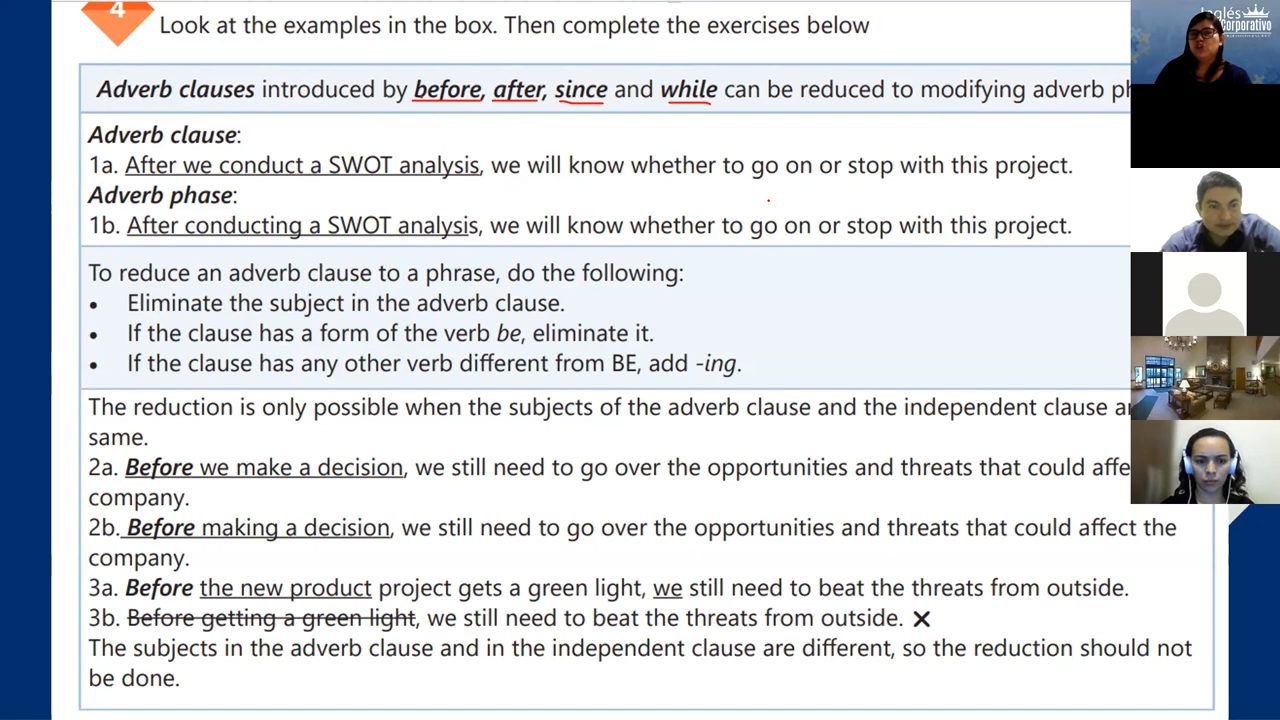 4
Look at the examples in the box. Then complete the exercises below
Inglés
Corporativo
Adverb clauses introduced by before, after, since and while can be reduced to modifying adverb
Adverb clause:
1a. After we conduct a SWOT analysis, we will know whether to go on or stop with this project.
Adverb phase:
1b. After conducting a SWOT analysis, we will know whether to go on or stop with this project.
To reduce an adverb clause to a phrase, do the following:
• Eliminate the subject in the adverb clause.
• If the clause has a form of the verb be, eliminate it.
• If the clause has any other verb different from BE, add -ing.
The reduction is only possible when the subjects of the adverb clause and the independent clause
same.
2a. Before we make a decision, we still need to go over the opportunities and threats that could
company.
2b. Before making a decision, we still need to go over the opportunities and threats that could affect the
company.
3a. Before the new product project gets a green light, we still need to beat the threats from outside.
3b. Before getting a green light, we still need to beat the threats from outside. ✕
The subjects in the adverb clause and in the independent clause are different, so the reduction should not
be done.